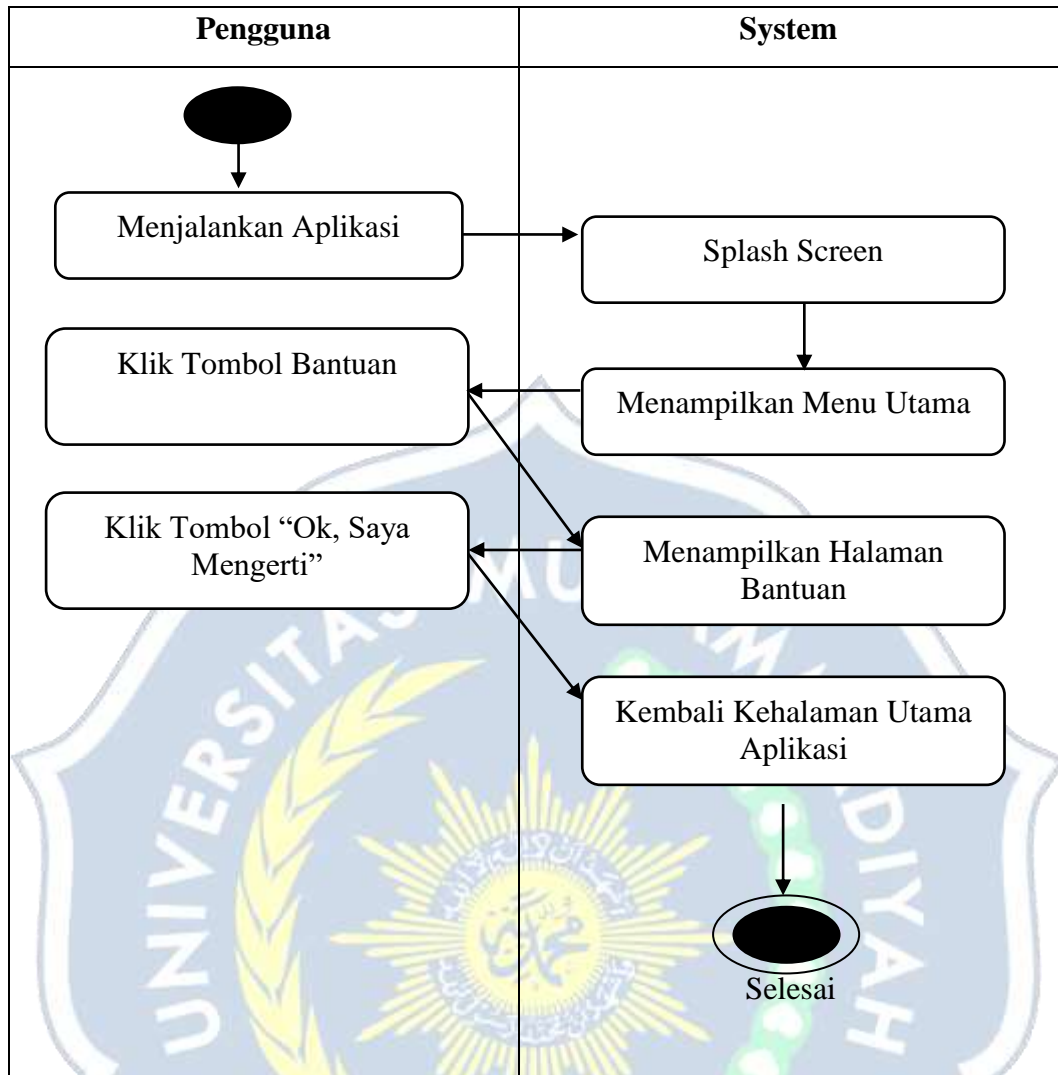 Pengguna
System
Menjalankan Aplikasi
Splash Screen
Klik Tombol Bantuan
Menampilkan Menu Utama
Klik Tombol “Ok, Saya
Mengerti”
Menampilkan Halaman
Bantuan
Kembali Kehalaman Utama
Aplikasi
Selesai